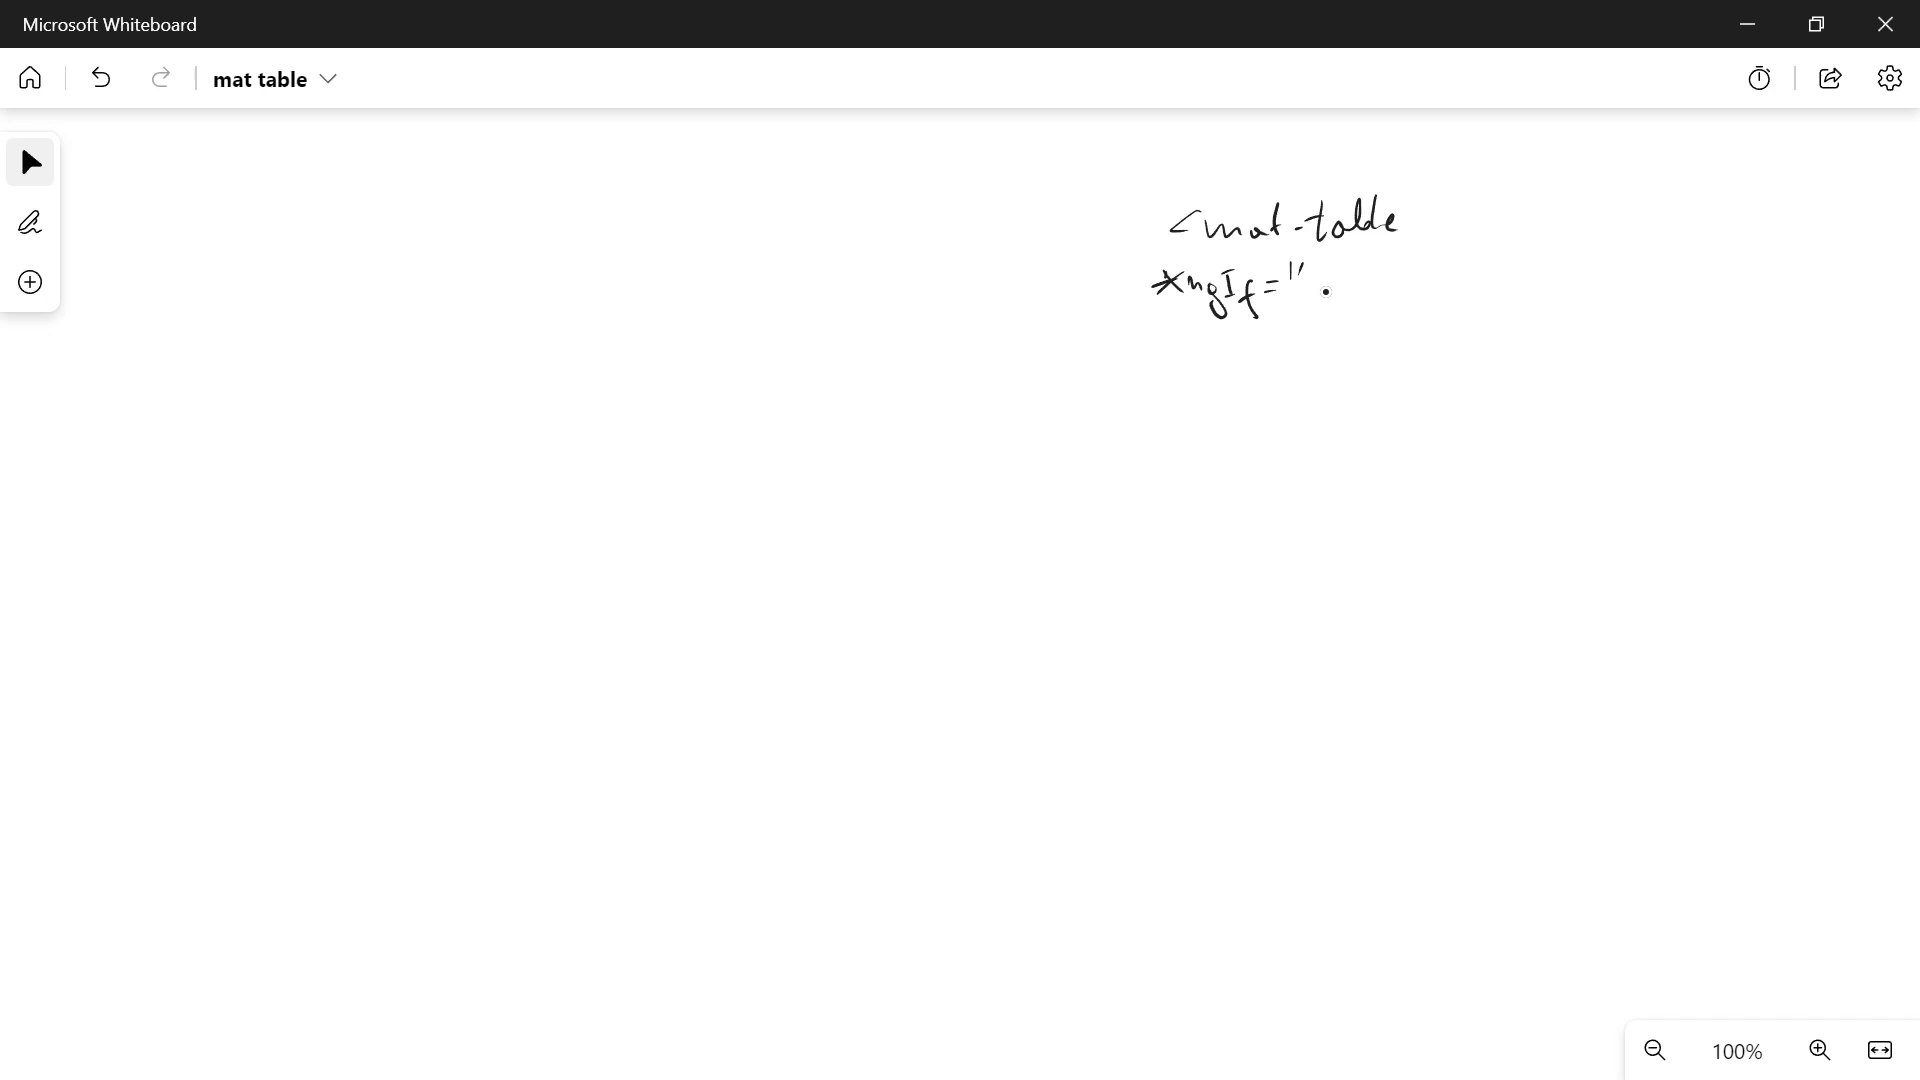 Microsoft Whiteboard
mat table
<mat-table
*ngIf="
100%